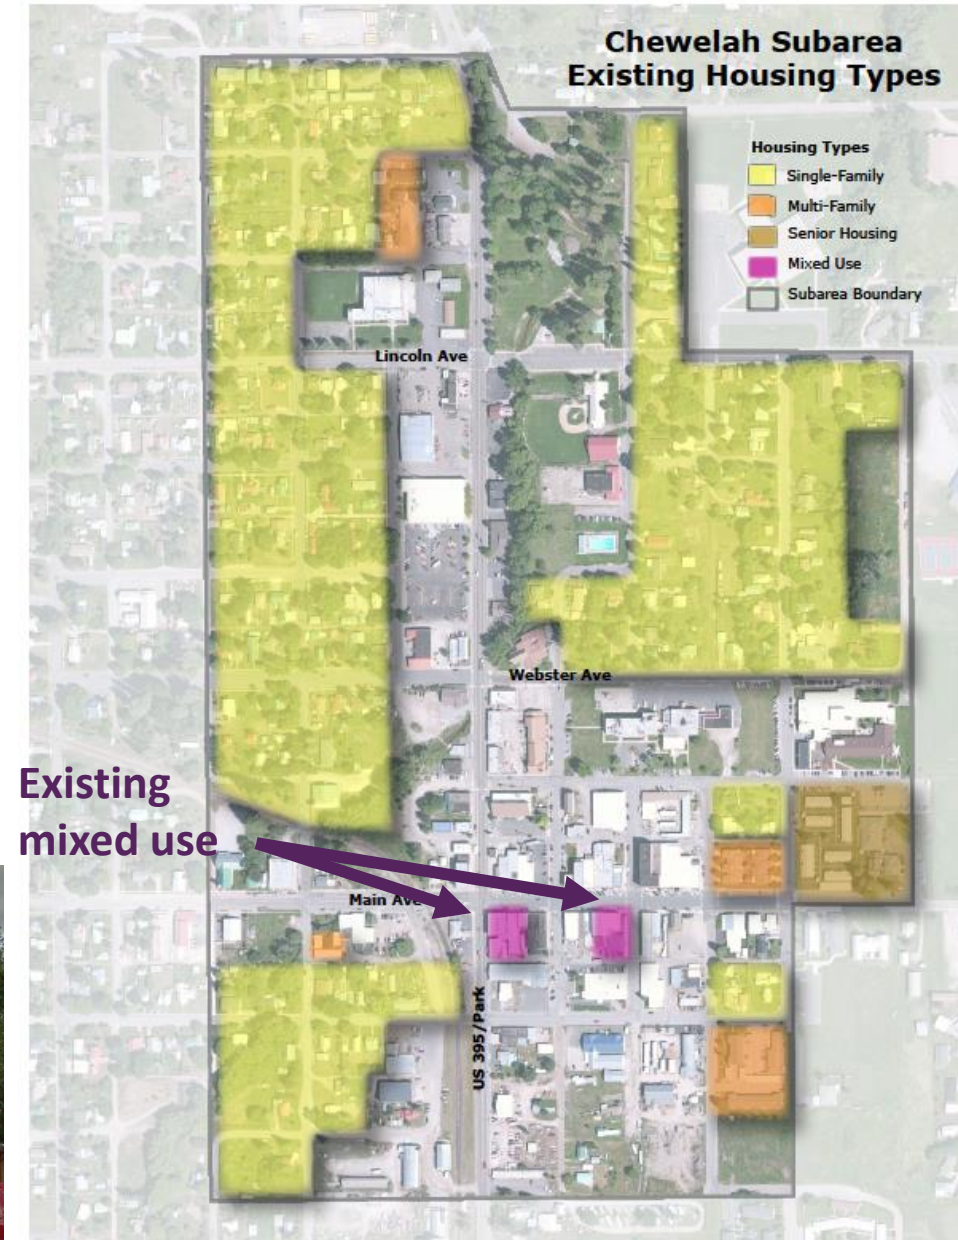 Chewelah Subarea
Existing Housing Types
Housing Types
Single-Family
Multi-Family
Senior Housing
Mixed Use
Subarea Boundary
Lincoln Ave
Webster Ave
Existing
mixed use
Main Ave
US 395/Park